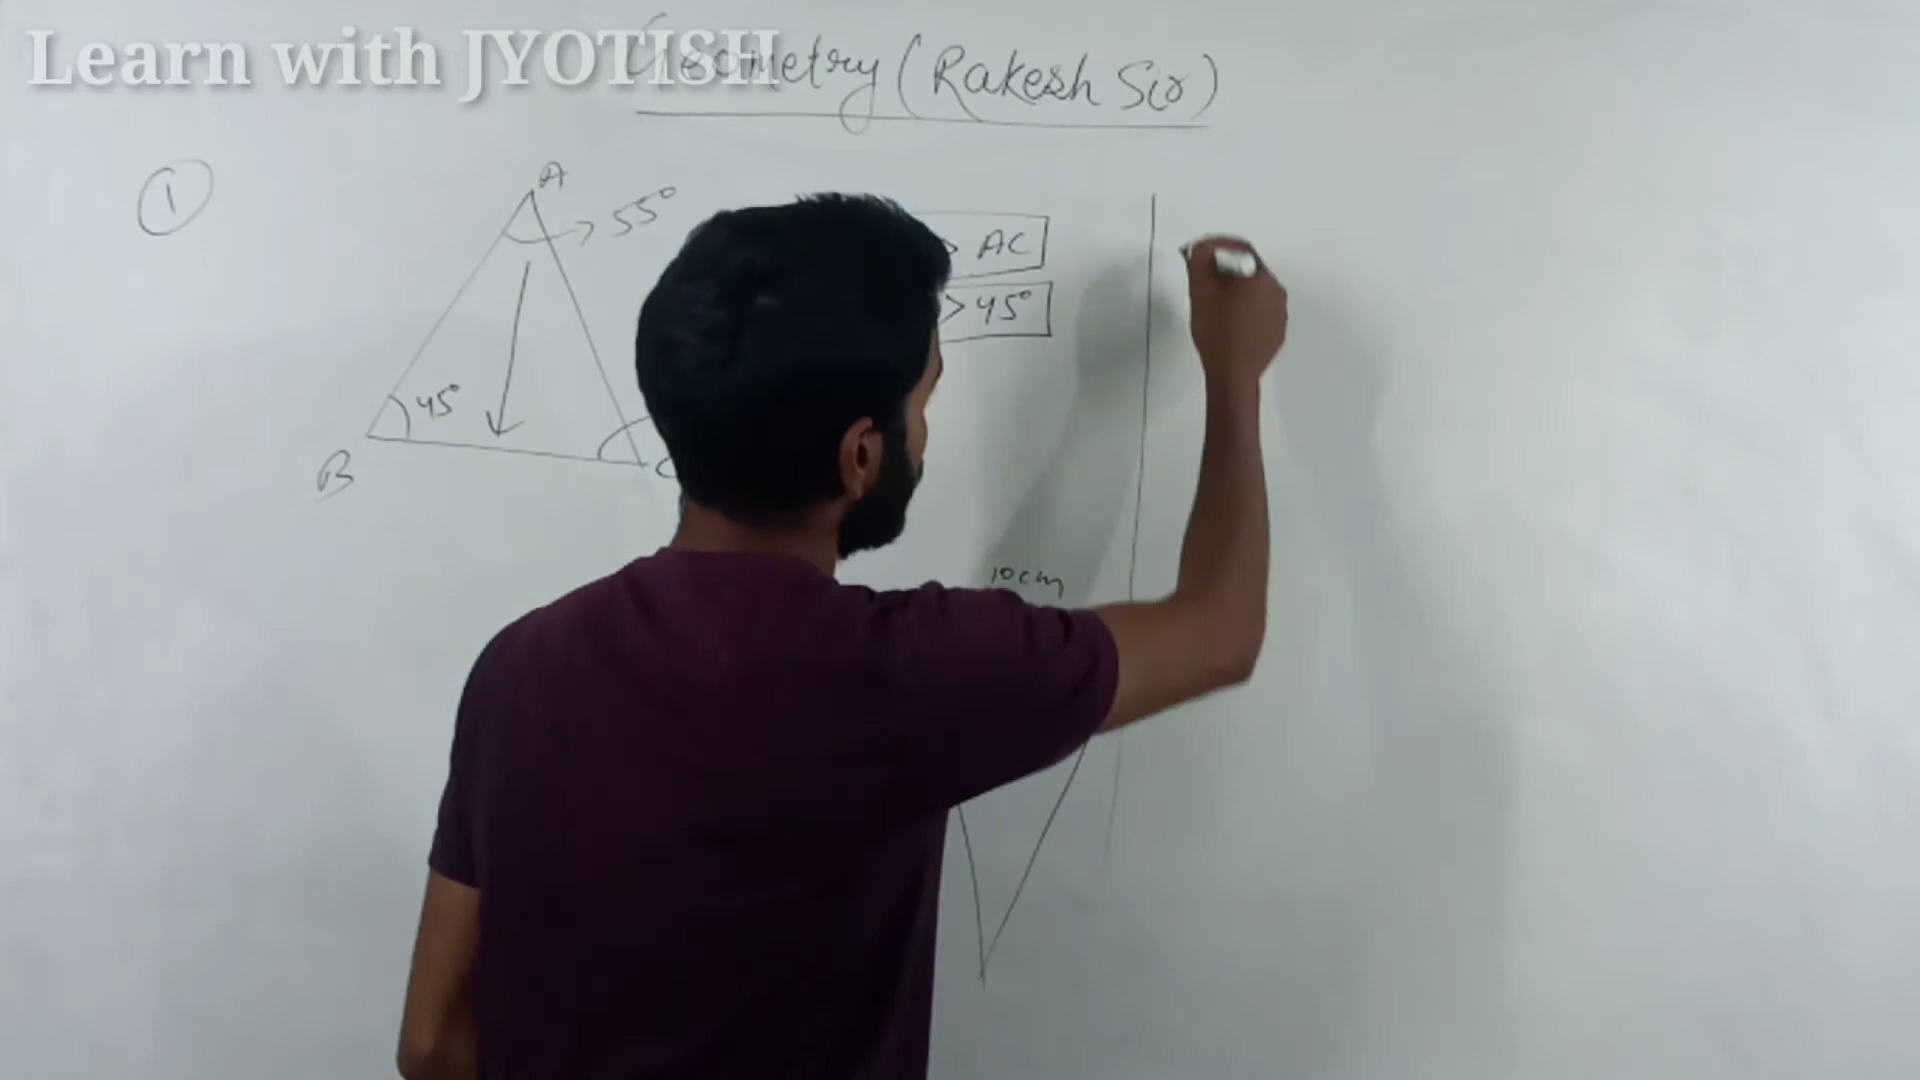 Learn with JYOTISH
Geometry (Rakesh Sir)
①
A
55°
> AC
> 45°
45°
B
C
10cm